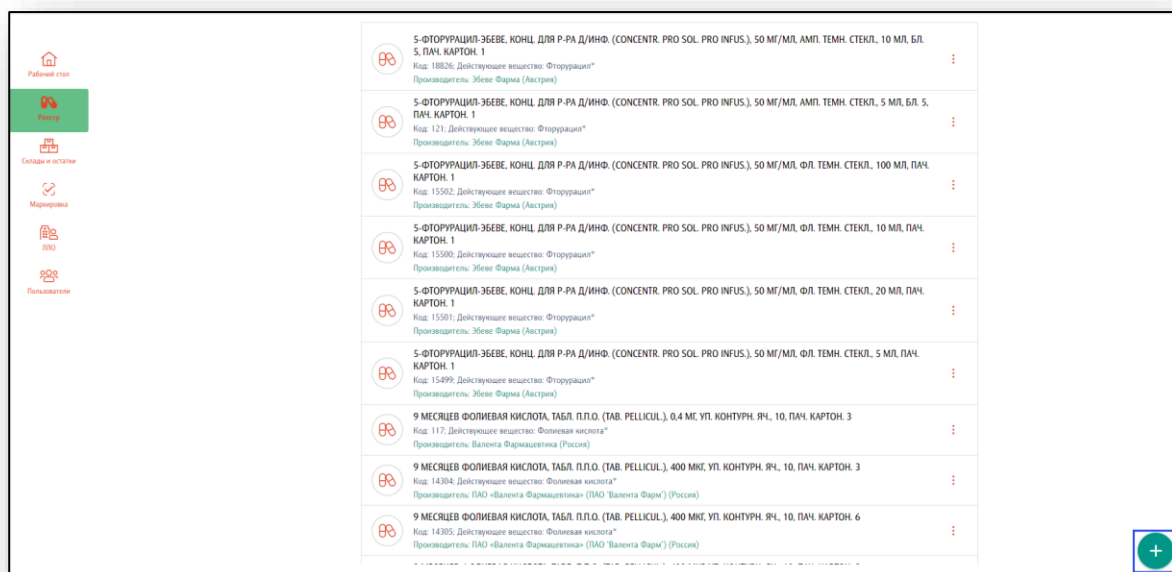 Рабочий стол
Реестр
Склады и остатки
Маркировка
ЛЛО
Пользователи
5-ФТОРУРАЦИЛ-ЭБЕВЕ, КОНЦ. ДЛЯ Р-РА Д/ИНФ. (CONCENTR. PRO SOL. PRO INFUS.), 50 МГ/МЛ, АМП. ТЕМН. СТЕКЛ., 10 МЛ, БЛ.
5, ПАЧ. КАРТОН. 1
Код: 18826; Действующее вещество: Фторурацил*
Производитель: Эбеве Фарма (Австрия)
5-ФТОРУРАЦИЛ-ЭБЕВЕ, КОНЦ. ДЛЯ Р-РА Д/ИНФ. (CONCENTR. PRO SOL. PRO INFUS.), 50 МГ/МЛ, АМП. ТЕМН. СТЕКЛ., 5 МЛ, БЛ. 5,
ПАЧ. КАРТОН. 1
Код: 121; Действующее вещество: Фторурацил*
Производитель: Эбеве Фарма (Австрия)
5-ФТОРУРАЦИЛ-ЭБЕВЕ, КОНЦ. ДЛЯ Р-РА Д/ИНФ. (CONCENTR. PRO SOL. PRO INFUS.), 50 МГ/МЛ, ФЛ. ТЕМН. СТЕКЛ., 100 МЛ, ПАЧ.
КАРТОН. 1
Код: 15502; Действующее вещество: Фторурацил*
Производитель: Эбеве Фарма (Австрия)
5-ФТОРУРАЦИЛ-ЭБЕВЕ, КОНЦ. ДЛЯ Р-РА Д/ИНФ. (CONCENTR. PRO SOL. PRO INFUS.), 50 МГ/МЛ, ФЛ. ТЕМН. СТЕКЛ., 10 МЛ, ПАЧ.
КАРТОН. 1
Код: 15500; Действующее вещество: Фторурацил*
Производитель: Эбеве Фарма (Австрия)
5-ФТОРУРАЦИЛ-ЭБЕВЕ, КОНЦ. ДЛЯ Р-РА Д/ИНФ. (CONCENTR. PRO SOL. PRO INFUS.), 50 МГ/МЛ, ФЛ. ТЕМН. СТЕКЛ., 20 МЛ, ПАЧ.
КАРТОН. 1
Код: 15501; Действующее вещество: Фторурацил*
Производитель: Эбеве Фарма (Австрия)
5-ФТОРУРАЦИЛ-ЭБЕВЕ, КОНЦ. ДЛЯ Р-РА Д/ИНФ. (CONCENTR. PRO SOL. PRO INFUS.), 50 МГ/МЛ, ФЛ. ТЕМН. СТЕКЛ., 5 МЛ, ПАЧ.
КАРТОН. 1
Код: 15499; Действующее вещество: Фторурацил*
Производитель: Эбеве Фарма (Австрия)
9 МЕСЯЦЕВ ФОЛИЕВАЯ КИСЛОТА, ТАБЛ. П.П.О. (TAB. PELLICUL.), 0,4 МГ, УП. КОНТУРН. ЯЧ., 10, ПАЧ. КАРТОН. 3
Код: 117; Действующее вещество: Фолиевая кислота*
Производитель: Валента Фармацевтика (Россия)
9 МЕСЯЦЕВ ФОЛИЕВАЯ КИСЛОТА, ТАБЛ. П.П.О. (TAB. PELLICUL.), 400 МКГ, УП. КОНТУРН. ЯЧ., 10, ПАЧ. КАРТОН. 3
Код: 14304; Действующее вещество: Фолиевая кислота*
Производитель: ПАО «Валента Фармацевтика» (ПАО "Валента Фарм") (Россия)
9 МЕСЯЦЕВ ФОЛИЕВАЯ КИСЛОТА, ТАБЛ. П.П.О. (TAB. PELLICUL.), 400 МКГ, УП. КОНТУРН. ЯЧ., 10, ПАЧ. КАРТОН. 6
Код: 14305; Действующее вещество: Фолиевая кислота*
Производитель: ПАО «Валента Фармацевтика» (ПАО "Валента Фарм") (Россия)